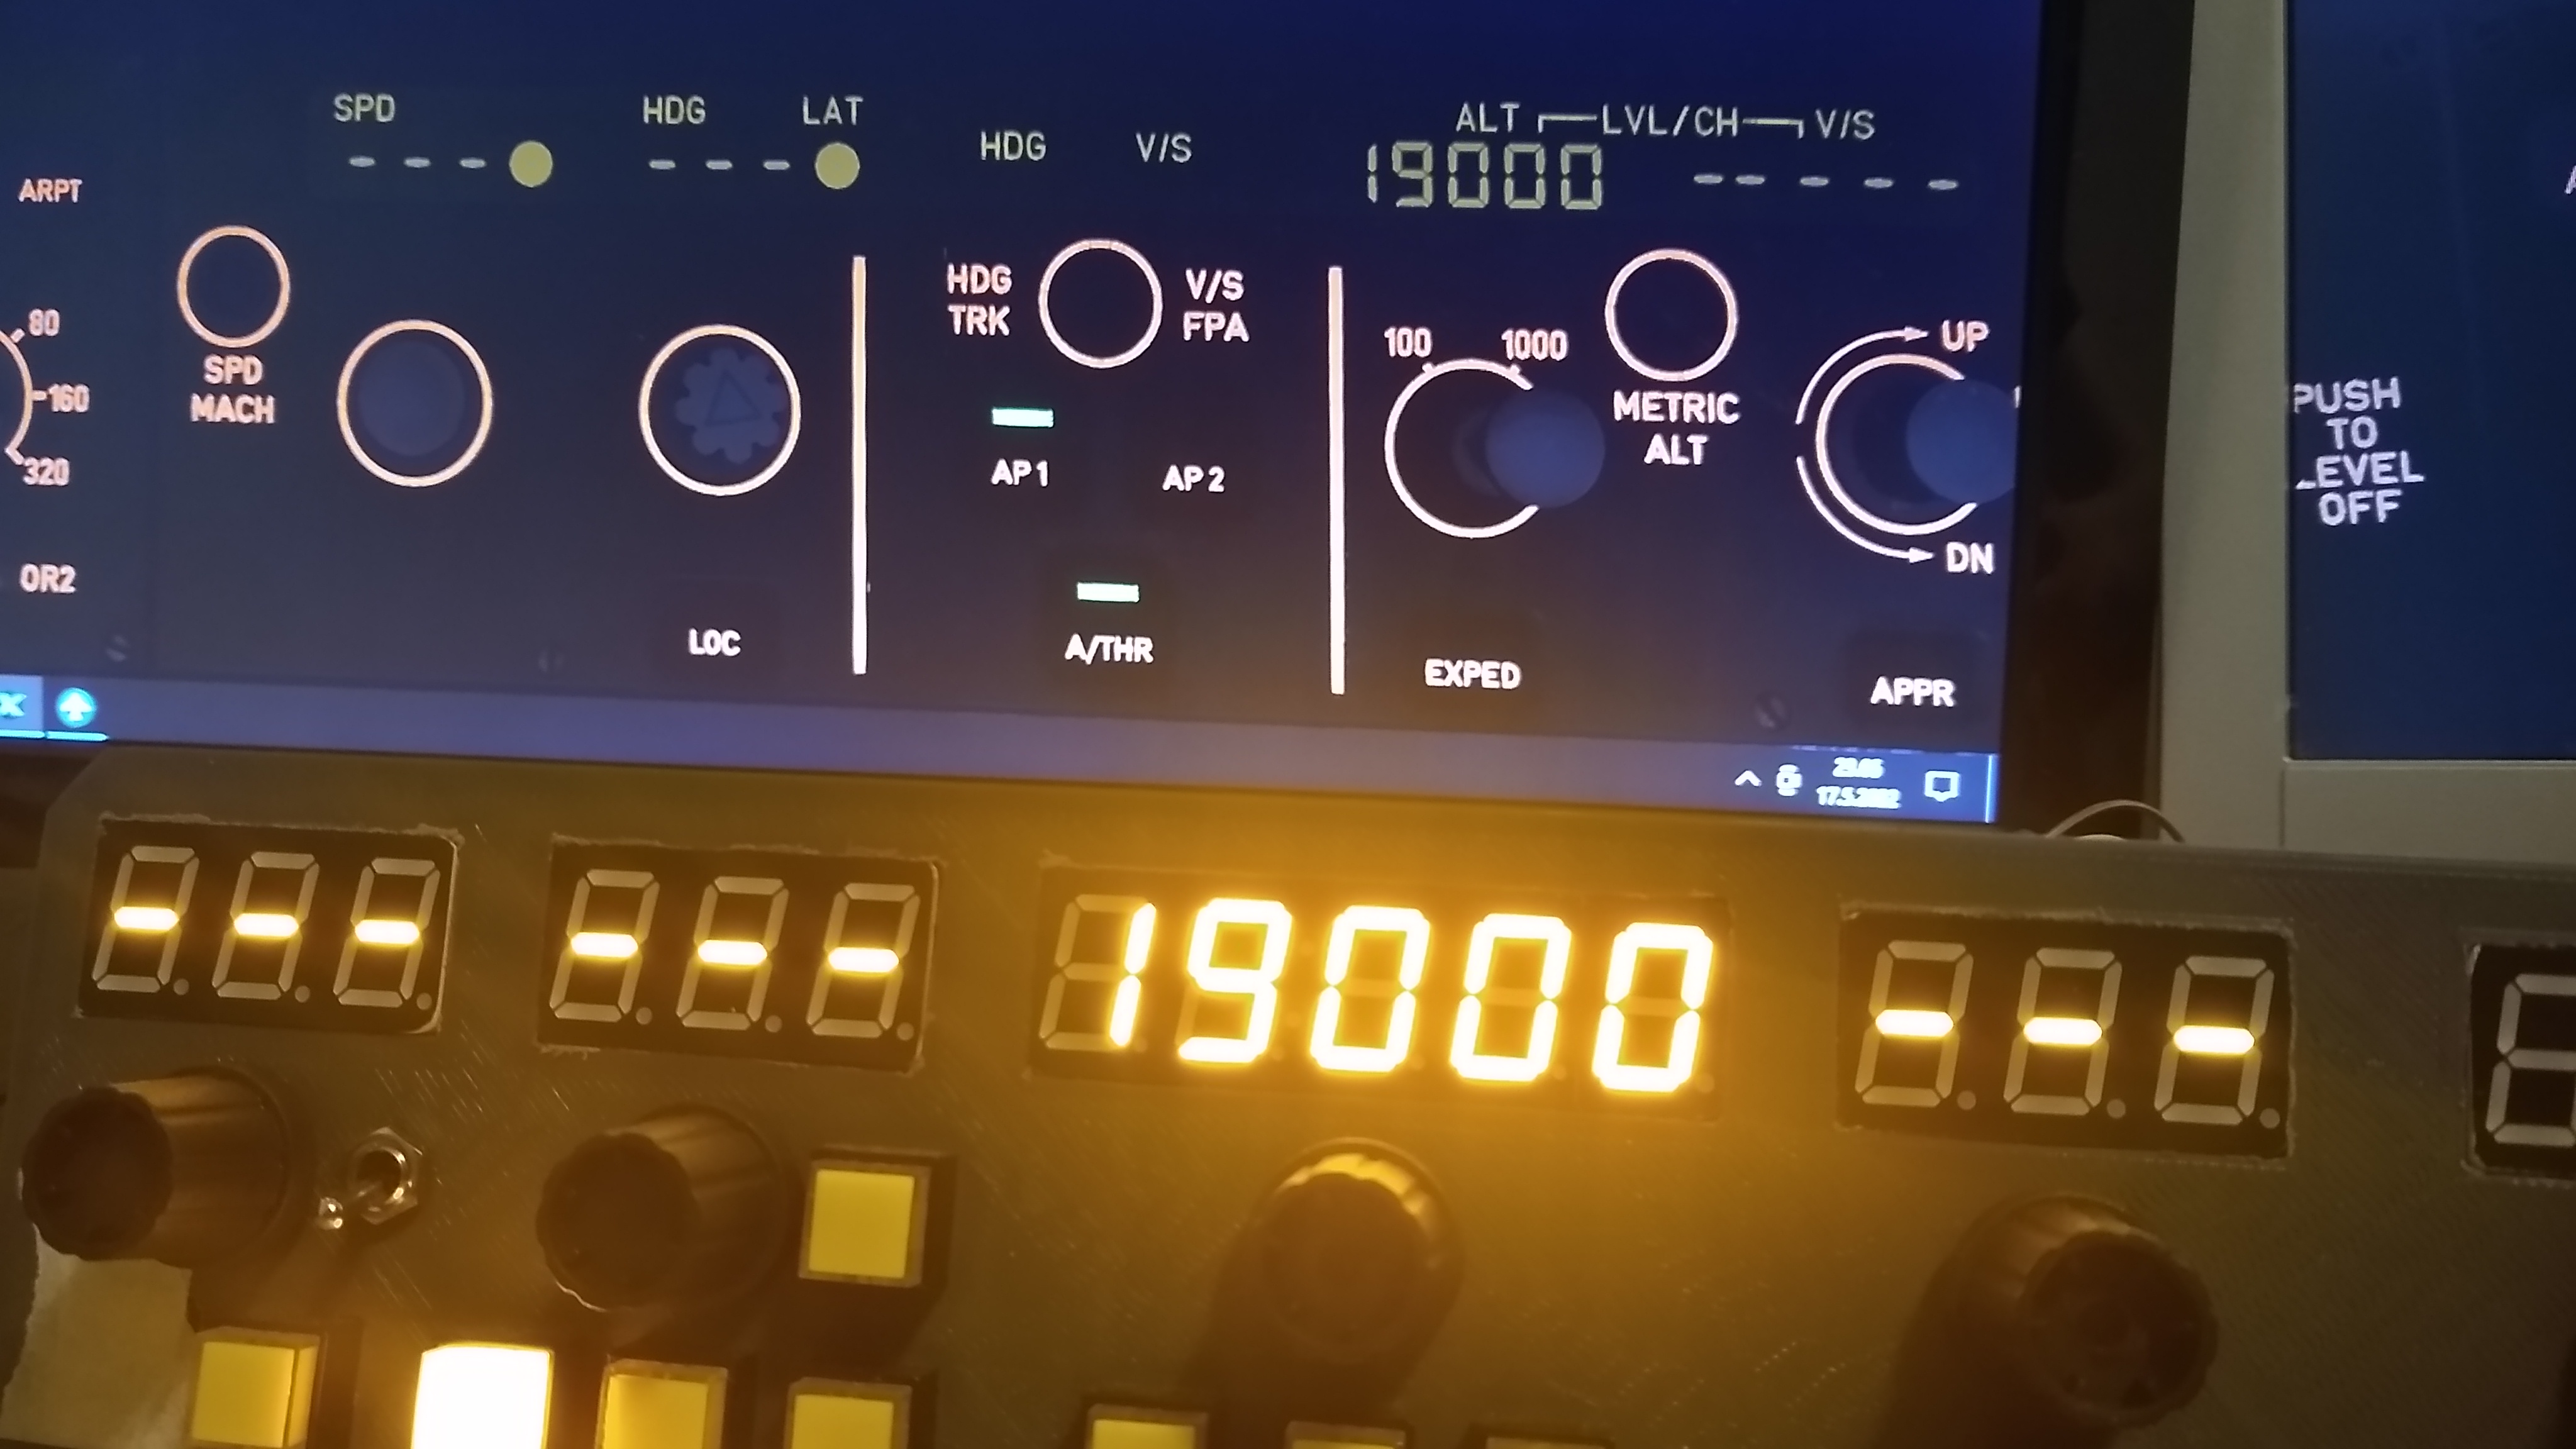 SPD HDG LAT HDG V/S ALT LVL/CH V/S
- - - - - - 19000 - - - - -
ARPT
80
160
320
SPD
MACH
HDG
TRK
V/S
FPA
100 1000
METRIC
ALT
UP
DN
PUSH
TO
LEVEL
OFF
AP1 AP2
OR2
LOC
A/THR
EXPED
APPR
- - - - - - 19000 - - -